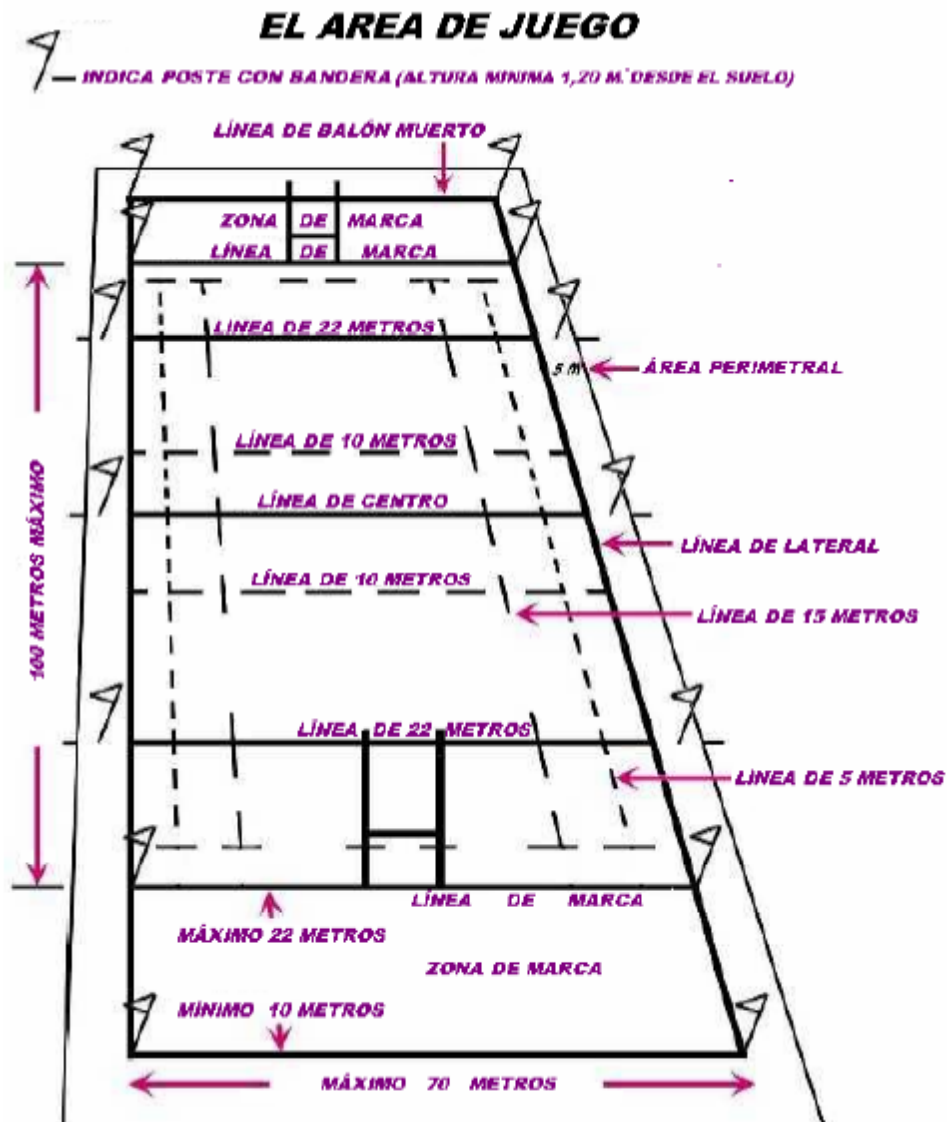 EL AREA DE JUEGO
INDICA POSTE CON BANDERA (ALTURA MINIMA 1,20 M. DESDE EL SUELO)
LÍNEA DE BALÓN MUERTO
ZONA DE MARCA
LÍNEA DE MARCA
LINEA DE 22 METROS
5 m
ÁREA PERIMETRAL
LÍNEA DE 10 METROS
LÍNEA DE CENTRO
LÍNEA DE LATERAL
LÍNEA DE 10 METROS
LÍNEA DE 15 METROS
100 METROS MÁXIMO
LÍNEA DE 22 METROS
LÍNEA DE 5 METROS
LÍNEA DE MARCA
MÁXIMO 22 METROS
ZONA DE MARCA
MÍNIMO 10 METROS
MÁXIMO 70 METROS